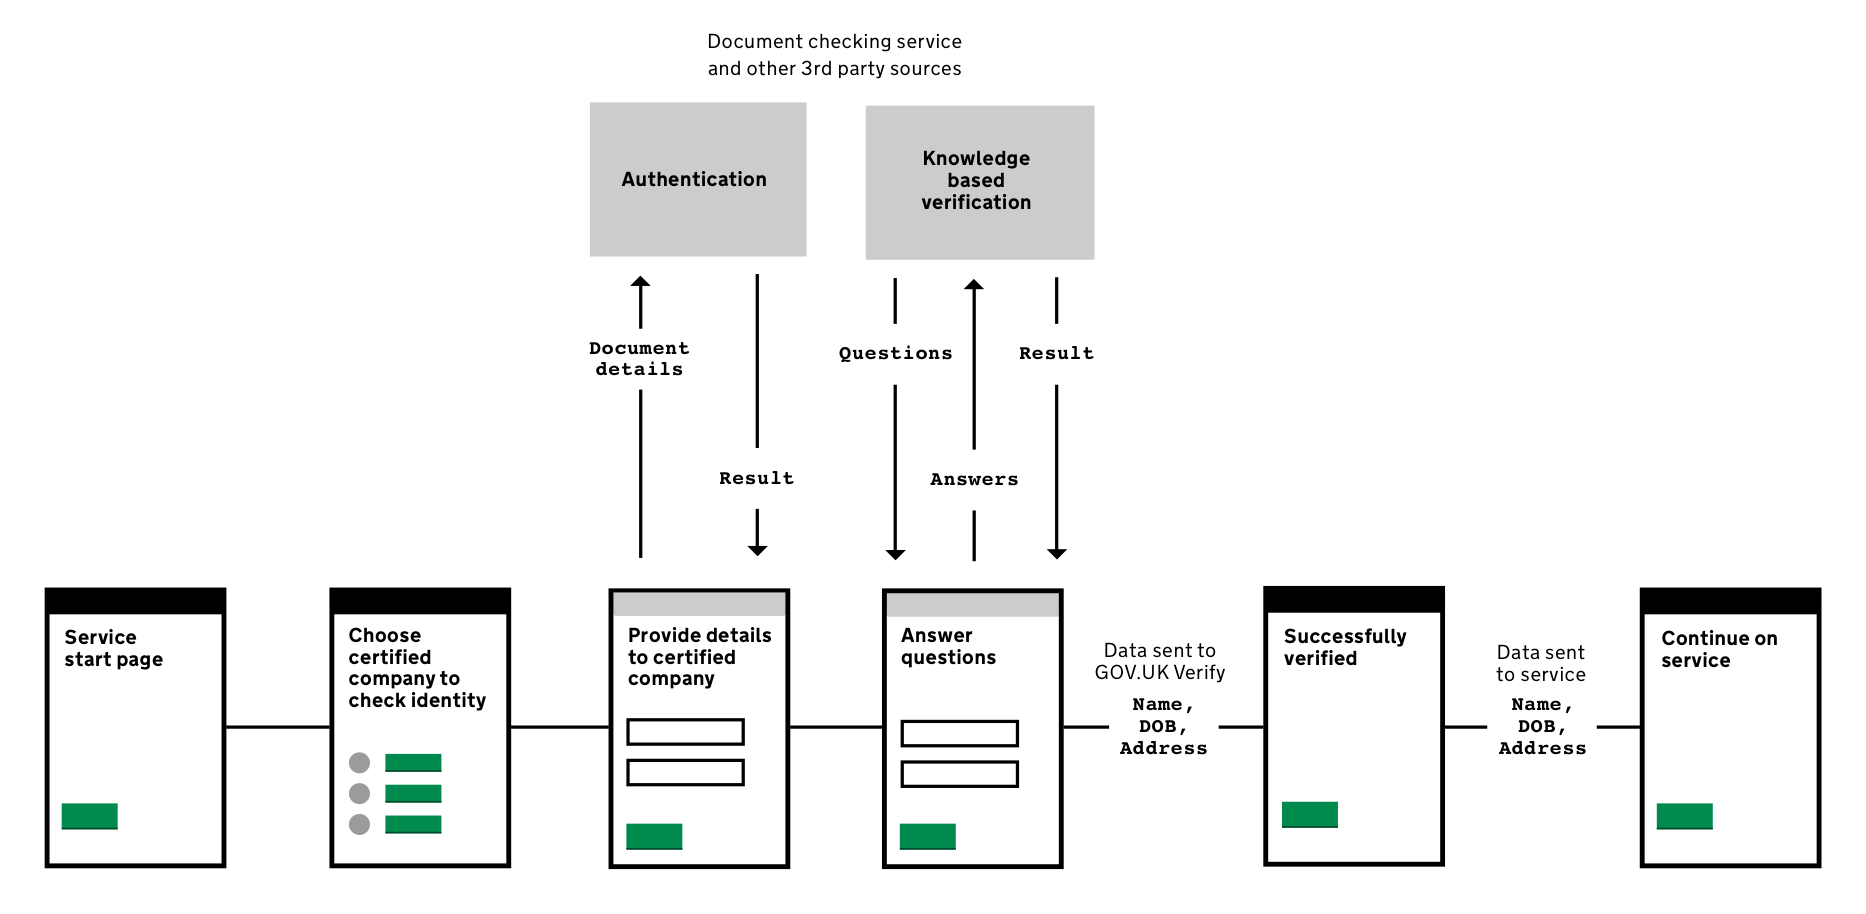 Document checking service
and other 3rd party sources
Authentication
Knowledge
based
verification
Document
details
Result
Questions
Answers
Result
Service
start page
Choose
certified
company to
check identity
Provide details
to certified
company
Answer
questions
Data sent to
GOV.UK Verify
Name,
DOB,
Address
Successfully
verified
Data sent
to service
Name,
DOB,
Address
Continue on
service